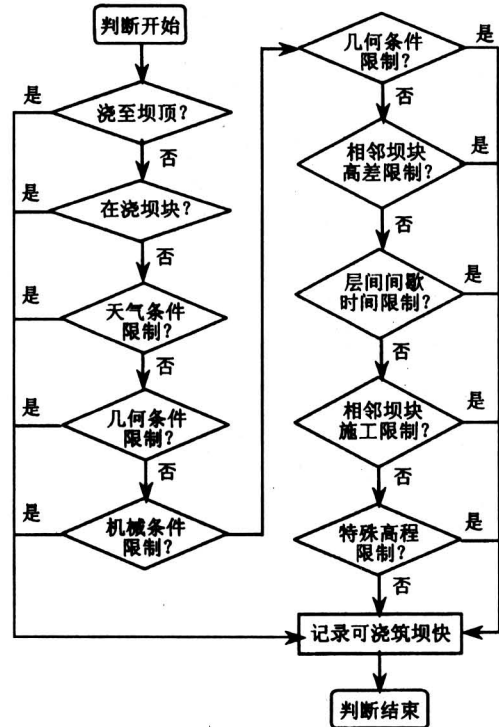 判断开始
是
浇至坝顶？
否
是
在浇坝块？
否
是
天气条件
限制？
否
是
几何条件
限制？
否
是
机械条件
限制？
几何条件
限制？
是
否
相邻坝块
高差限制？
是
否
层间间歇
时间限制？
是
否
相邻坝块
施工限制？
是
否
特殊高程
限制？
是
否
记录可浇筑坝快
判断结束